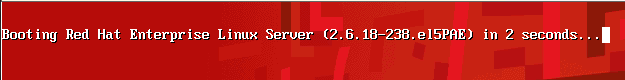 Booting Red Hat Enterprise Linux Server (2.6.18-238.el5PAE) in 2 seconds...